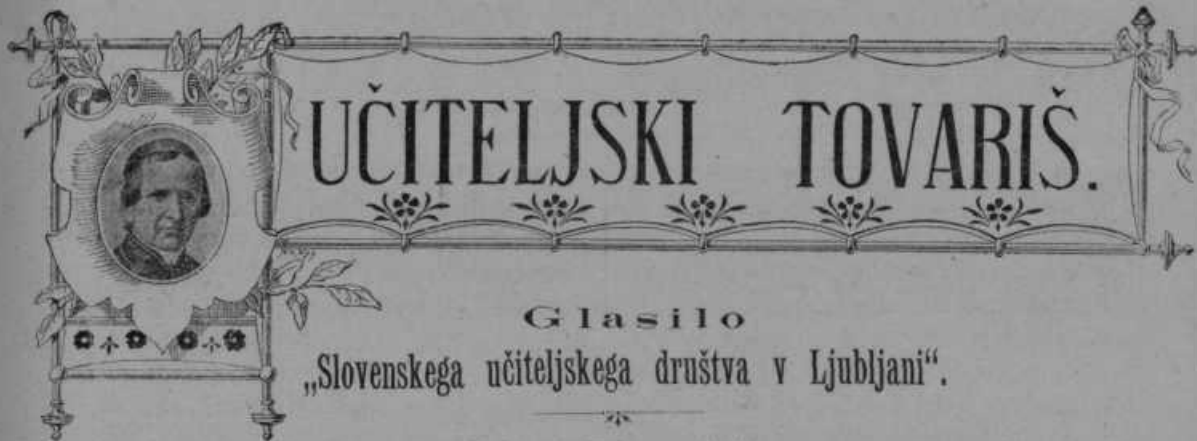 UČITELJSKI TOVARIŠ.
Glasilo
„Slovenskega učiteljskega društva v Ljubljani“.